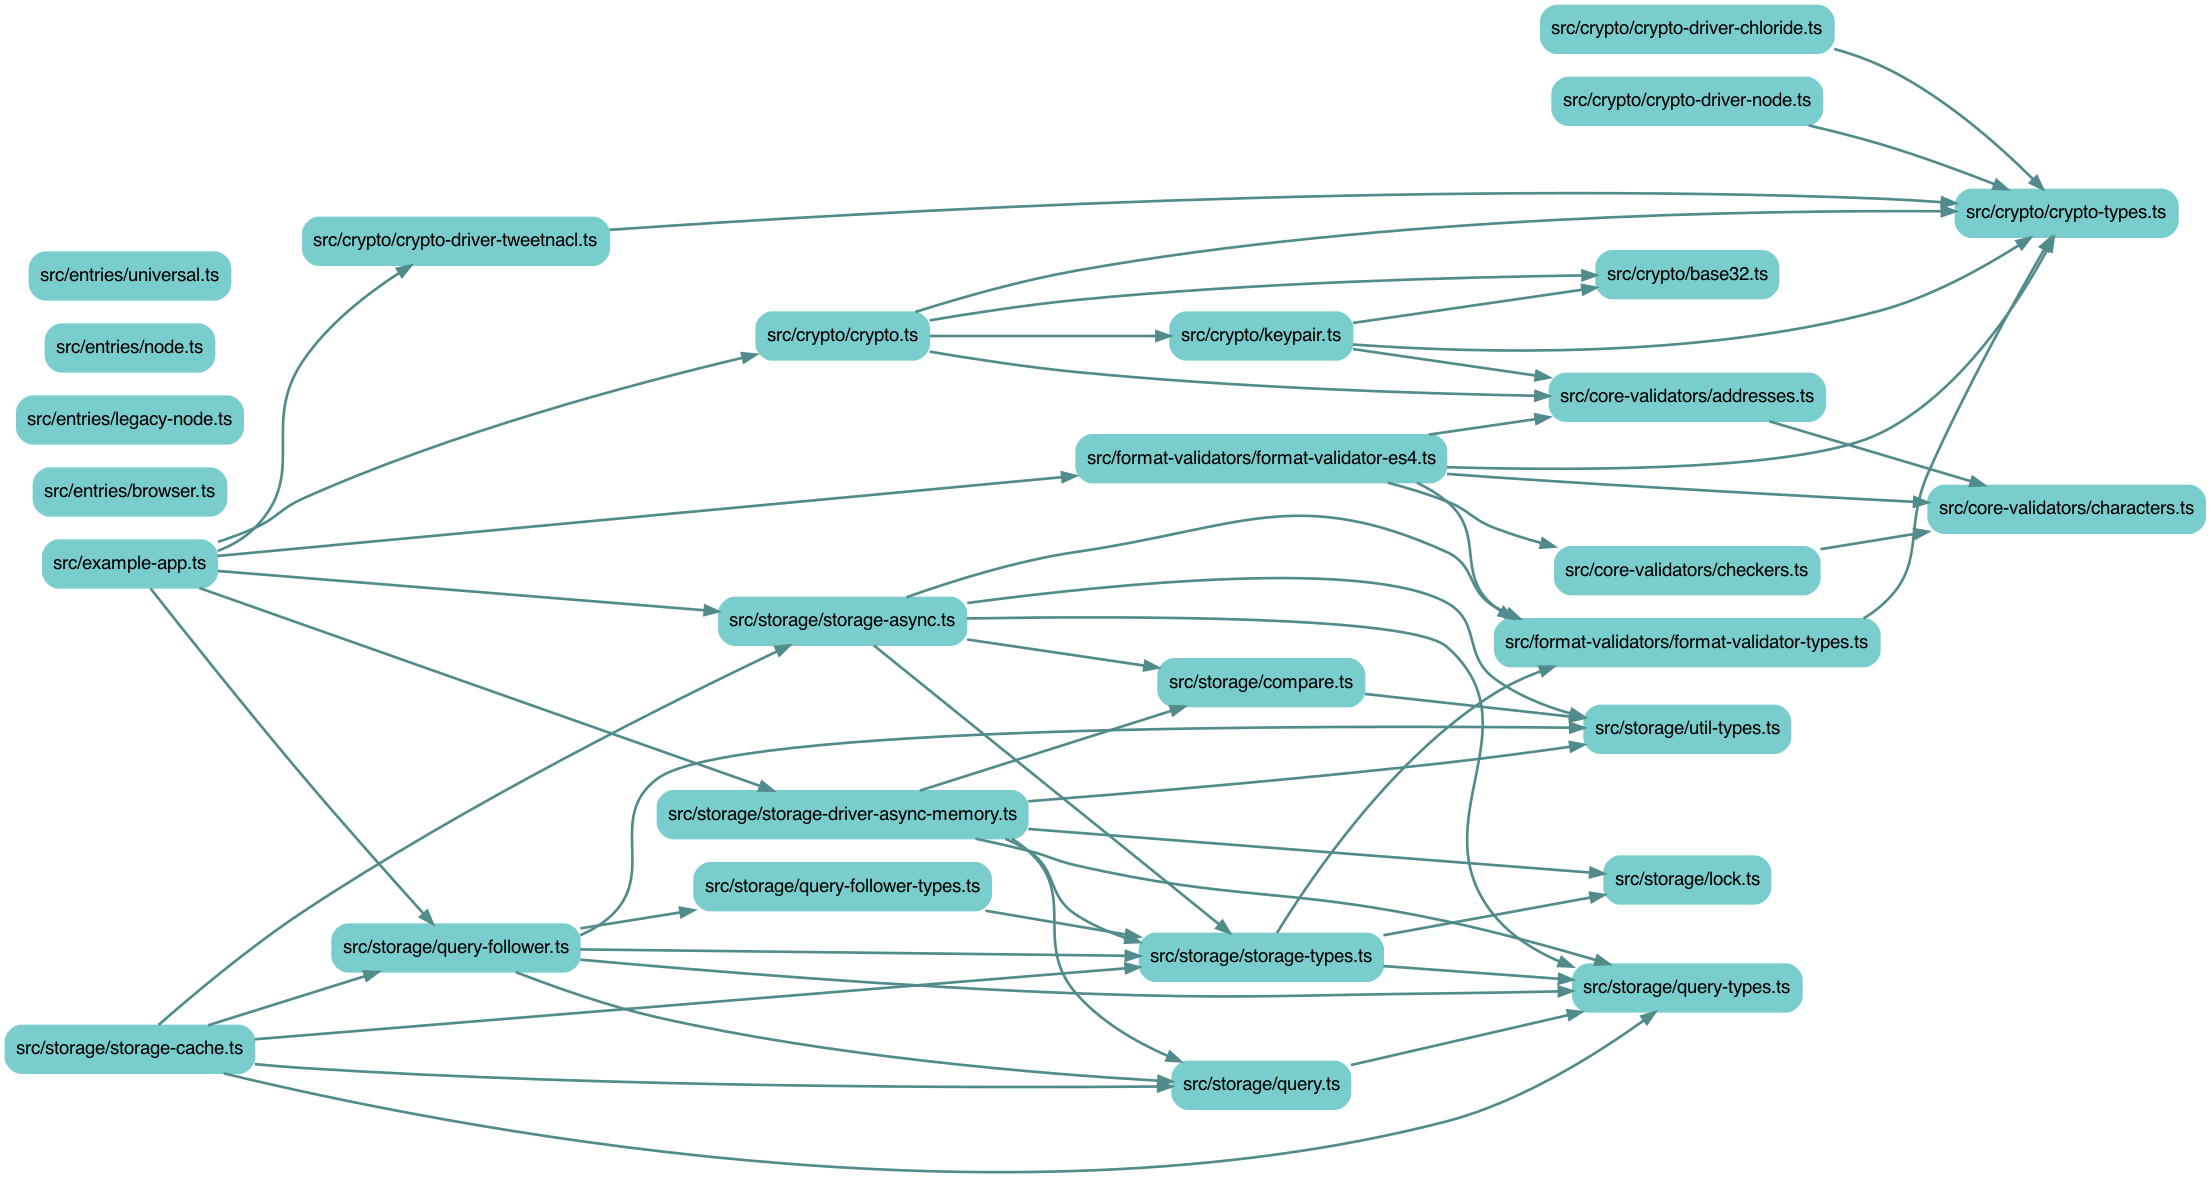 src/crypto/crypto-driver-chloride.ts
src/crypto/crypto-driver-node.ts
src/crypto/crypto-types.ts
src/crypto/crypto-driver-tweetnacl.ts
src/entries/universal.ts
src/crypto/base32.ts
src/crypto/crypto.ts
src/crypto/keypair.ts
src/entries/node.ts
src/core-validators/addresses.ts
src/entries/legacy-node.ts
src/format-validators/format-validator-es4.ts
src/entries/browser.ts
src/core-validators/characters.ts
src/example-app.ts
src/core-validators/checkers.ts
src/storage/storage-async.ts
src/format-validators/format-validator-types.ts
src/storage/compare.ts
src/storage/util-types.ts
src/storage/storage-driver-async-memory.ts
src/storage/lock.ts
src/storage/query-follower-types.ts
src/storage/query-follower.ts
src/storage/storage-types.ts
src/storage/query-types.ts
src/storage/storage-cache.ts
src/storage/query.ts